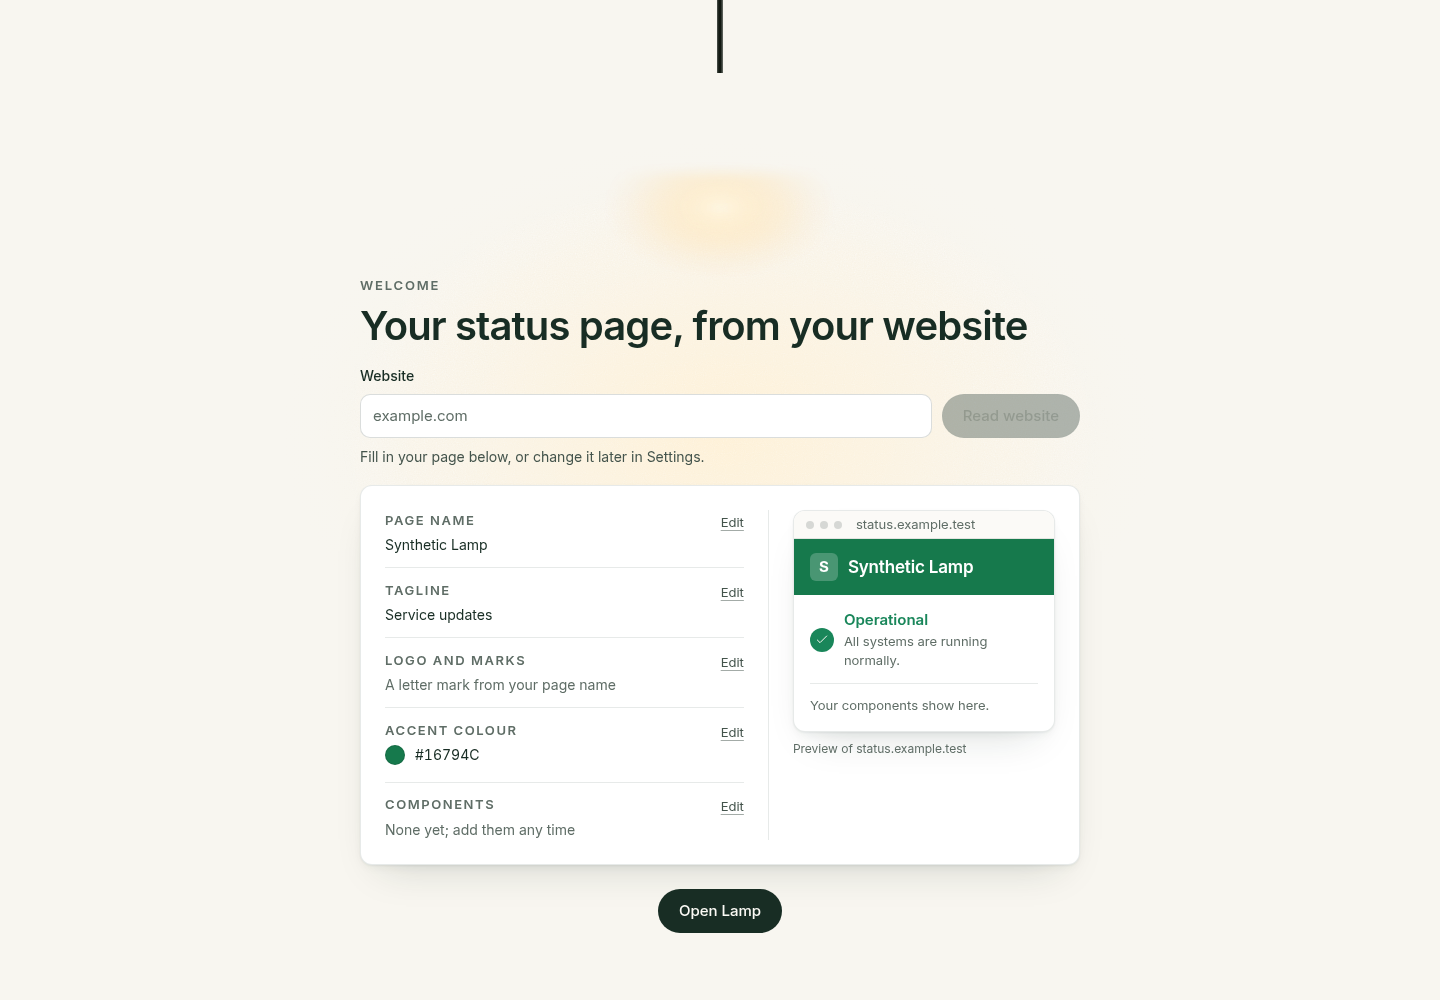 WELCOME
Your status page, from your website
Website
example.com
Read website
Fill in your page below, or change it later in Settings.
PAGE NAME
Edit
Synthetic Lamp
TAGLINE
Edit
Service updates
LOGO AND MARKS
Edit
A letter mark from your page name
ACCENT COLOUR
Edit
#16794C
COMPONENTS
Edit
None yet; add them any time
status.example.test
S
Synthetic Lamp
Operational
All systems are running
normally.
Your components show here.
Preview of status.example.test
Open Lamp